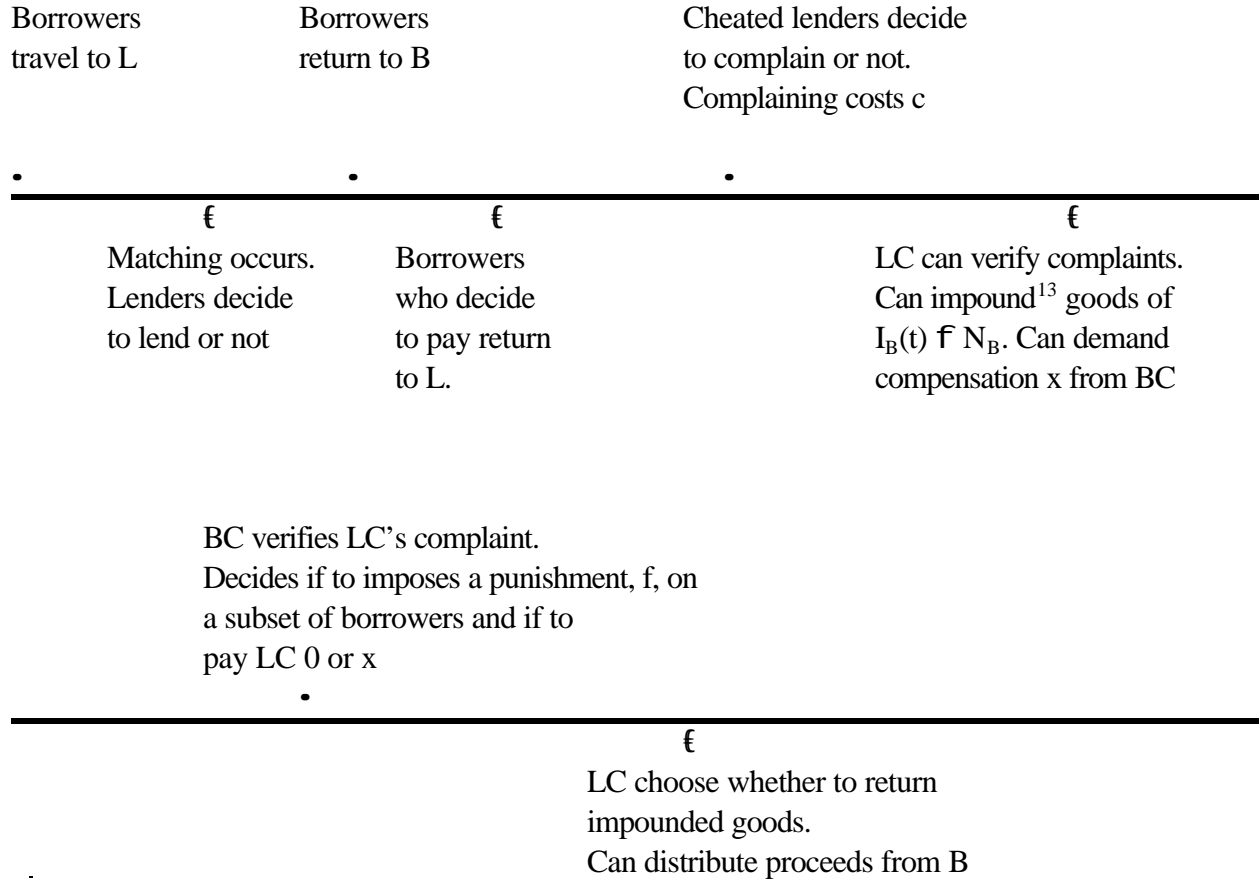 Borrowers
travel to L
Borrowers
return to B
Cheated lenders decide
to complain or not.
Complaining costs c
•
•
•
€
€
€
Matching occurs.
Lenders decide
to lend or not
Borrowers
who decide
to pay return
to L.
LC can verify complaints.
Can impound¹³ goods of
I_B(t) f N_B. Can demand
compensation x from BC
BC verifies LC’s complaint.
Decides if to imposes a punishment, f, on
a subset of borrowers and if to
pay LC 0 or x
•
€
LC choose whether to return
impounded goods.
Can distribute proceeds from B